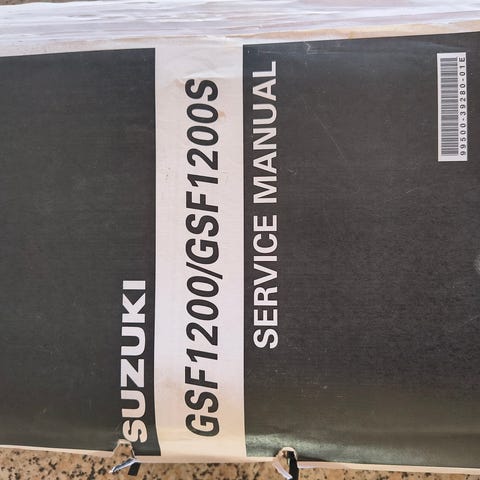 SUZUKI
GSF1200/GSF1200S
SERVICE MANUAL
99500-39280-01E